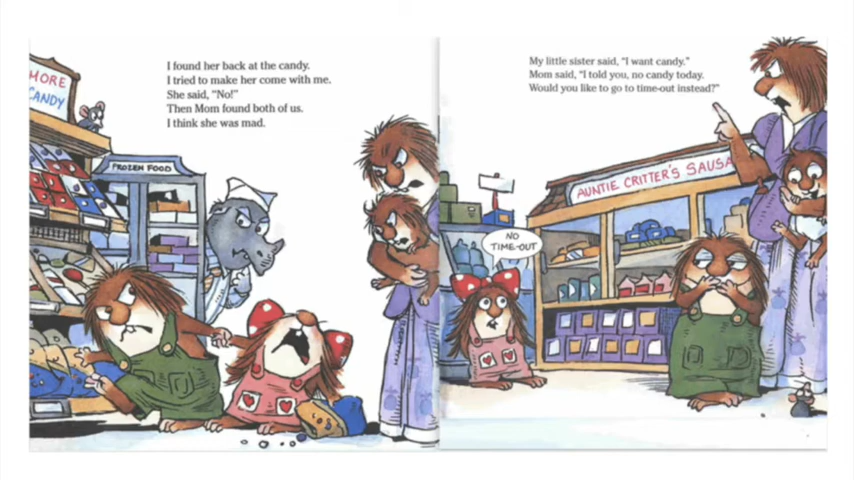 MORE
CANDY
FROZEN FOOD
I found her back at the candy.
I tried to make her come with me.
She said, "No!"
Then Mom found both of us.
I think she was mad.
My little sister said, "I want candy."
Mom said, "I told you, no candy today.
Would you like to go to time-out instead?"
AUNTIE CRITTER'S SAUSA
NO
TIME-OUT